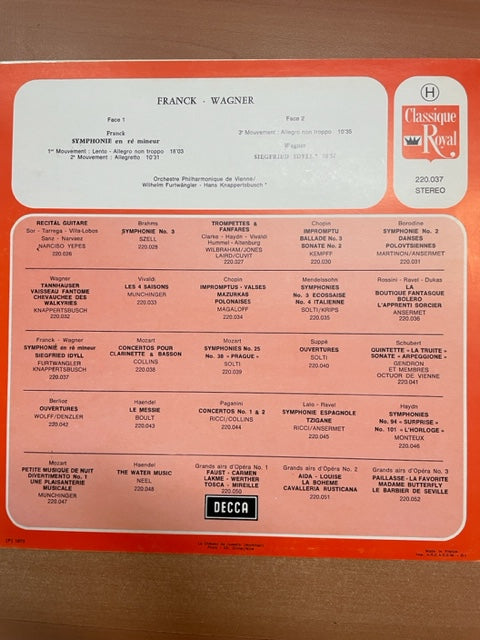 FRANCK - WAGNER
Face 1
Franck
SYMPHONIE en ré mineur
1er Mouvement : Lento - Allegro non troppo 18'03
2e Mouvement : Allegretto 10'31
Face 2
3e Mouvement : Allegro non troppo 10'35
Wagner
SIEGFRIED IDYLL *
Orchestre Philharmonique de Vienne/
Wilhelm Furtwängler - Hans Knappertsbusch *
H
Classique
Royal
220.037
STEREO
RECITAL GUITARE
Sor - Tarrega - Villa-Lobos
Sanz - Narvaez
NARCISO YEPES
220.026
Brahms
SYMPHONIE No. 3
SZELL
220.028
TROMPETTES &
FANFARES
Clarke - Haydn - Vivaldi
Hummel - Altenburg
WILBRAHAM/JONES
LAIRD/CUVIT
220.027
Chopin
IMPROMPTU
BALLADE No. 3
SONATE No. 2
KEMPFF
220.030
Borodine
SYMPHONIE No. 2
DANSES
POLOVTSIENNES
MARTINON/ANSERMET
220.031
Wagner
TANNHAUSER
VAISSEAU FANTOME
CHEVAUCHEE DES
WALKYRIES
KNAPPERTSBUSCH
220.032
Vivaldi
LES 4 SAISONS
MUNCHINGER
220.033
Chopin
IMPROMPTUS - VALSES
MAZURKAS
POLONAISES
MAGALOFF
220.034
Mendelssohn
SYMPHONIES
No. 3 ECOSSAISE
No. 4 ITALIENNE
SOLTI/KRIPS
220.035
Rossini - Ravel - Dukas
LA
BOUTIQUE FANTASQUE
BOLERO
L'APPRENTI SORCIER
ANSERMET
220.036
Franck - Wagner
SYMPHONIE en ré mineur
SIEGFRIED IDYLL
FURTWANGLER
KNAPPERTSBUSCH
220.037
Mozart
CONCERTOS POUR
CLARINETTE & BASSON
COLLINS
220.038
Mozart
SYMPHONIES No. 25
No. 38 « PRAGUE »
SOLTI
220.039
Suppé
OUVERTURES
SOLTI
220.040
Schubert
QUINTETTE « LA TRUITE »
SONATE « ARPEGGIONE »
GENDRON
ET MEMBRES
OCTUOR DE VIENNE
220.041
Berlioz
OUVERTURES
WOLFF/DENZLER
220.042
Haendel
LE MESSIE
BOULT
220.043
Paganini
CONCERTOS No. 1 & 2
RICCI/COLLINS
220.044
Lalo - Ravel
SYMPHONIE ESPAGNOLE
TZIGANE
RICCI/ANSERMET
220.045
Haydn
SYMPHONIES
No. 94 « SURPRISE »
No. 101 « L'HORLOGE »
MONTEUX
220.046
Mozart
PETITE MUSIQUE DE NUIT
DIVERTIMENTO No. 1
UNE PLAISANTERIE
MUSICALE
MUNCHINGER
220.047
Haendel
THE WATER MUSIC
NEEL
220.048
Grands airs d'Opéra No. 1
FAUST - CARMEN
LAKME - WERTHER
TOSCA - MIREILLE
220.050
Grands airs d'Opéra No. 2
AIDA - LOUISE
LA BOHEME
CAVALLERIA RUSTICANA
220.051
Grands airs d'Opéra No. 3
PAILLASSE - LA FAVORITE
MADAME BUTTERFLY
LE BARBIER DE SEVILLE
220.052
DECCA
Made in France